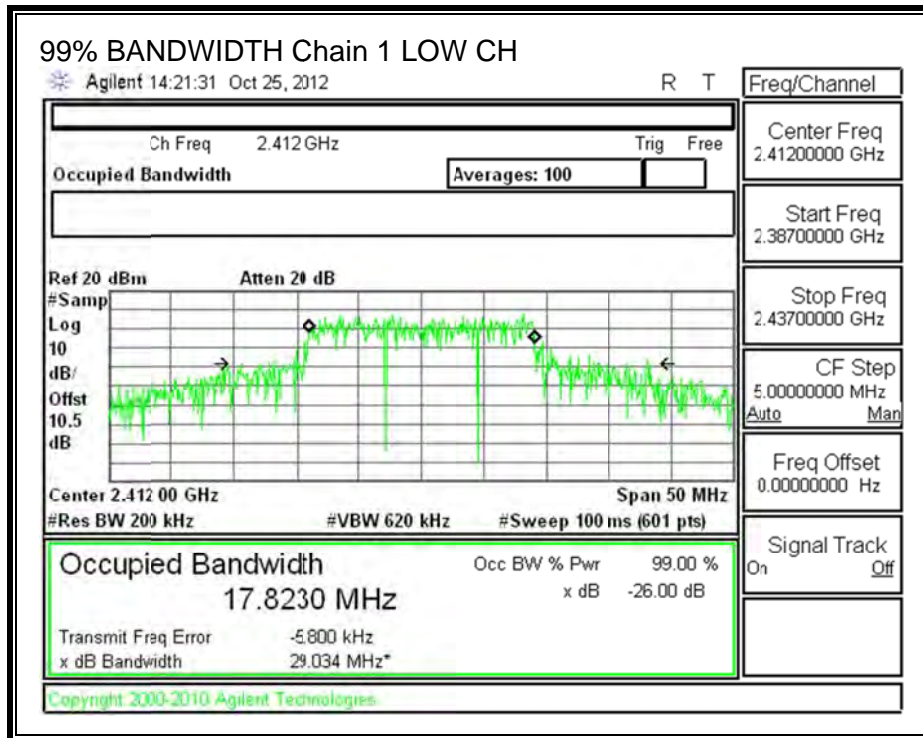 99% BANDWIDTH Chain 1 LOW CH
Agilent 14:21:31 Oct 25, 2012 R T
Freq/Channel
Ch Freq 2.412 GHz Trig Free
Occupied Bandwidth Averages: 100
Center Freq
2.41200000 GHz
Start Freq
2.38700000 GHz
Stop Freq
2.43700000 GHz
CF Step
5.00000000 MHz
Auto Man
Freq Offset
0.00000000 Hz
Signal Track
On Off
Ref 20 dBm Atten 20 dB
#Samp
Log
10
dB/
Offst
10.5
dB
Center 2.412 00 GHz Span 50 MHz
#Res BW 200 kHz #VBW 620 kHz #Sweep 100 ms (601 pts)
Occupied Bandwidth Occ BW % Pwr 99.00 %
17.8230 MHz x dB -26.00 dB
Transmit Freq Error -5.800 kHz
x dB Bandwidth 29.034 MHz*
Copyright 2000-2010 Agilent Technologies